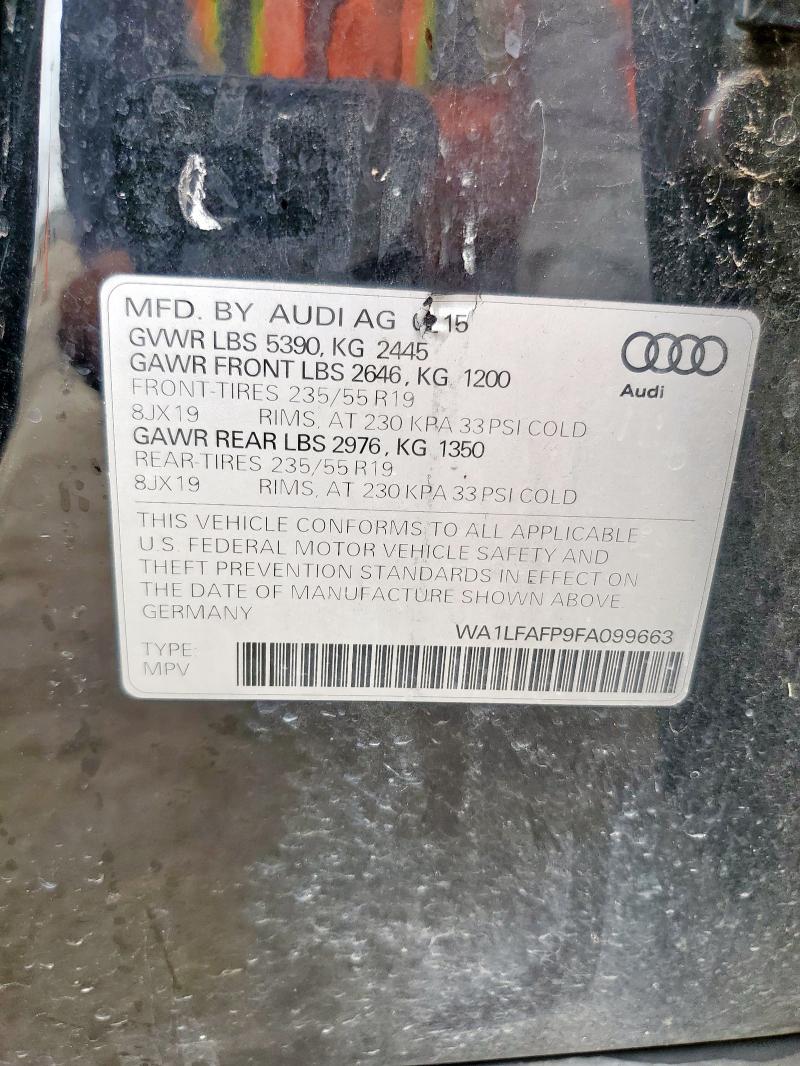 MFD. BY AUDI AG 15
GVWR LBS 5390, KG 2445
GAWR FRONT LBS 2646, KG 1200
FRONT-TIRES 235/55 R19
8JX19 RIMS, AT 230 KPA 33 PSI COLD
GAWR REAR LBS 2976, KG 1350
REAR-TIRES 235/55 R19
8JX19 RIMS, AT 230 KPA 33 PSI COLD
Audi
THIS VEHICLE CONFORMS TO ALL APPLICABLE
U.S. FEDERAL MOTOR VEHICLE SAFETY AND
THEFT PREVENTION STANDARDS IN EFFECT ON
THE DATE OF MANUFACTURE SHOWN ABOVE.
GERMANY
WA1LFAFP9FA099663
TYPE:
MPV